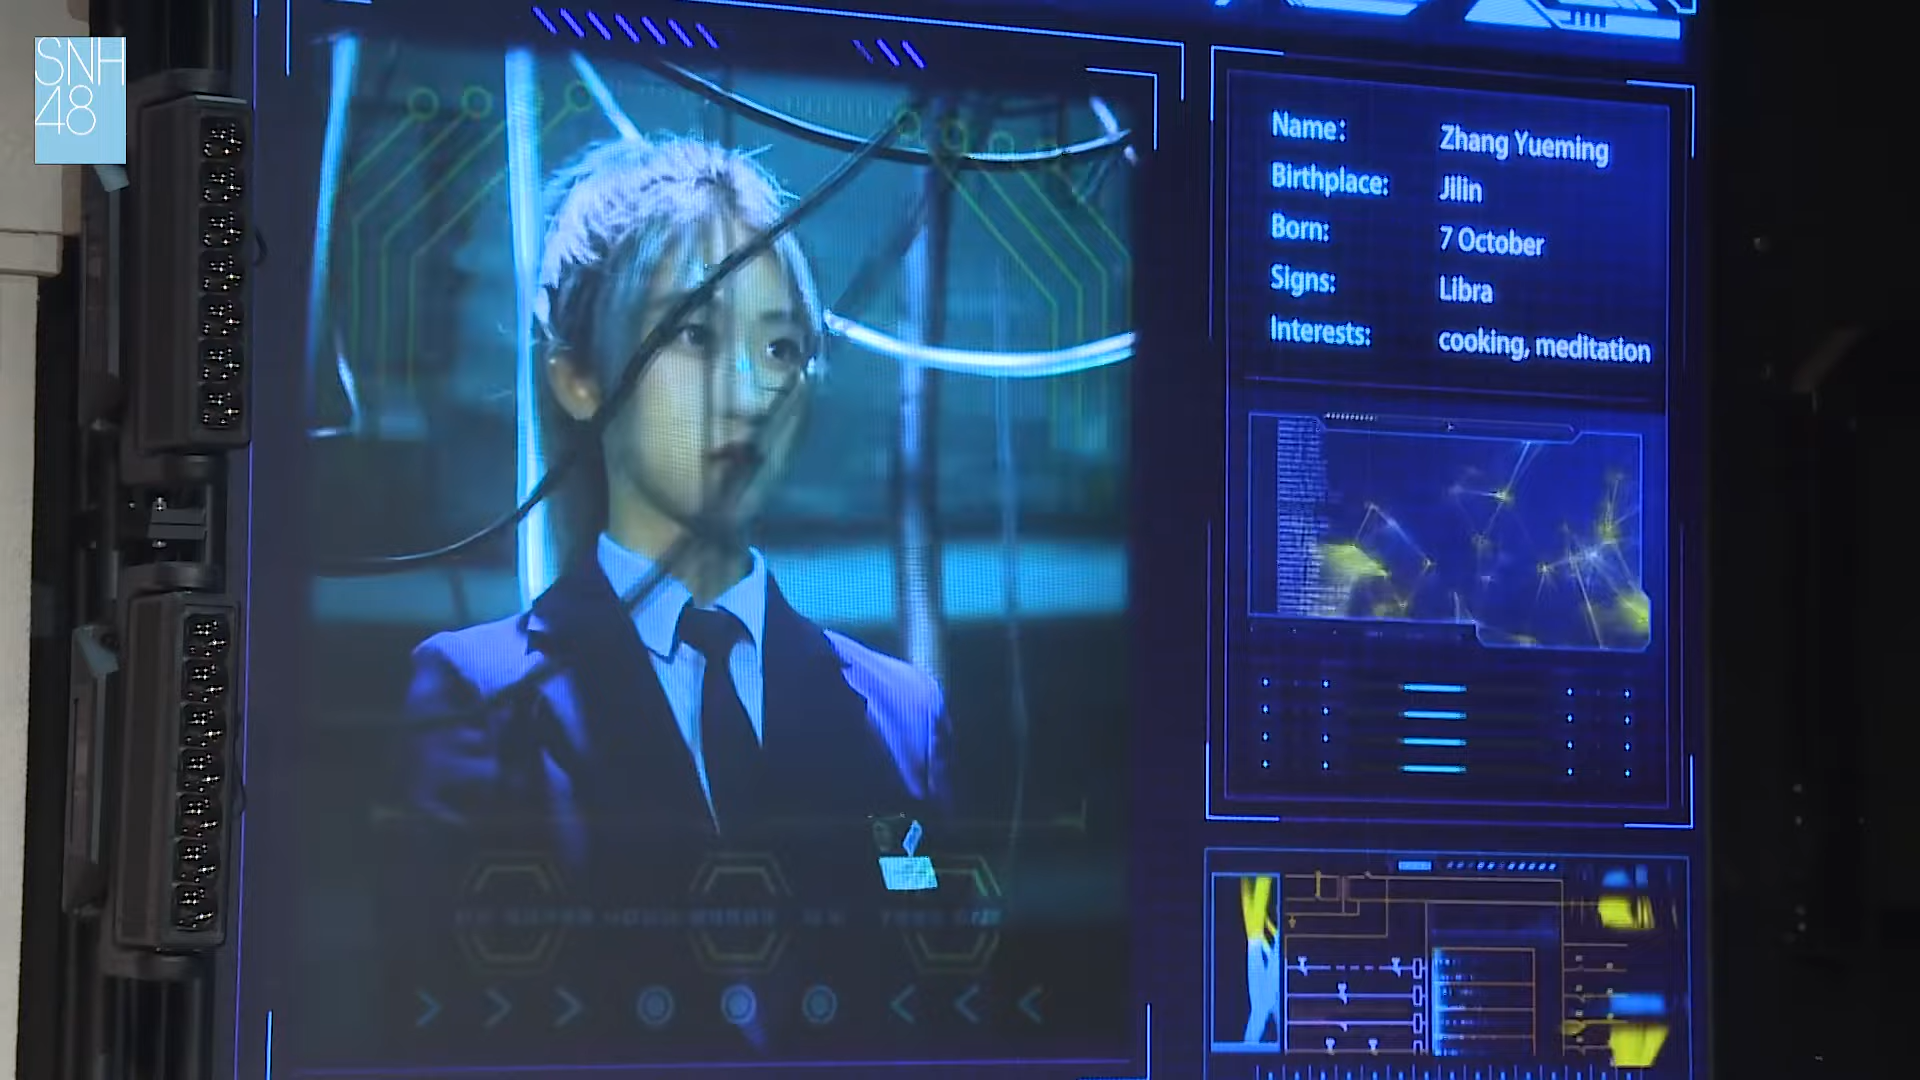 SNH
48
Name: Zhang Yueming
Birthplace: Jilin
Born: 7 October
Signs: Libra
Interests: cooking, meditation